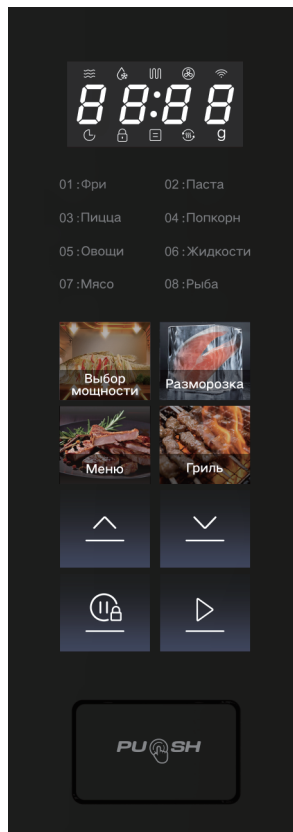 88:88
g
01 :Фри 02 :Паста
03 :Пицца 04 :Попкорн
05 :Овощи 06 :Жидкости
07 :Мясо 08 :Рыба
Выбор
мощности
Разморозка
Меню
Гриль
PUSH